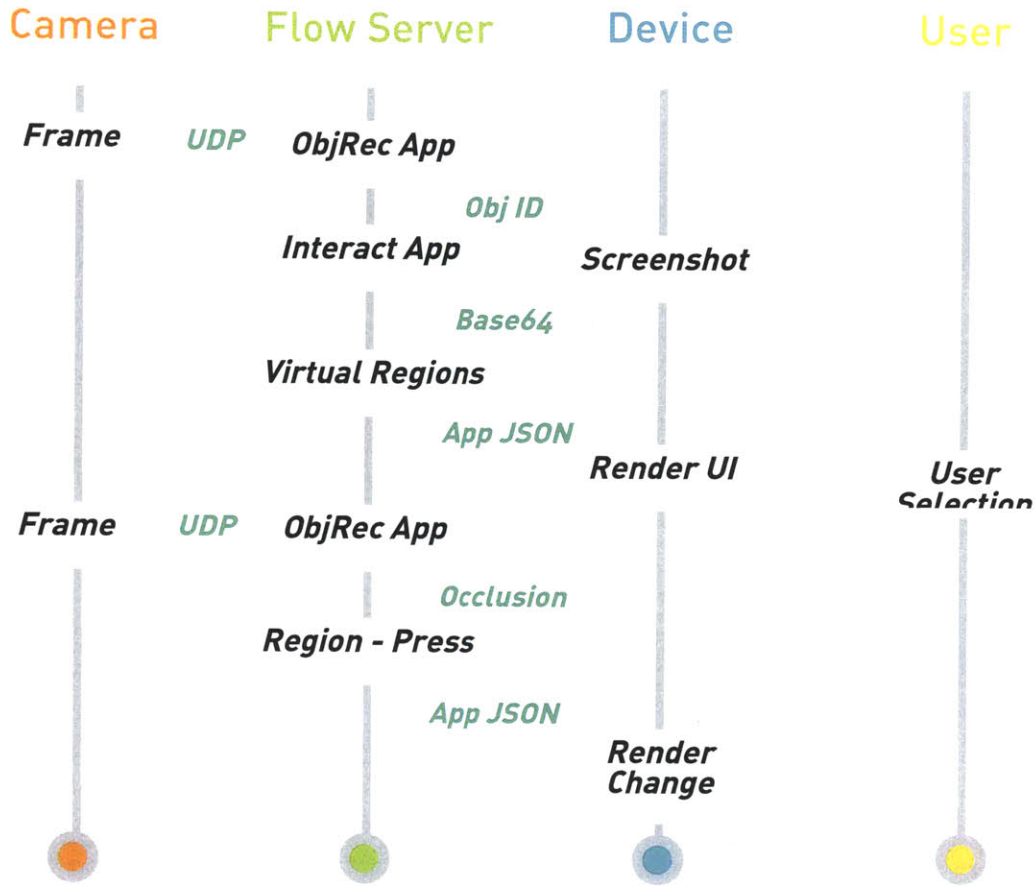 Camera Flow Server Device User
Frame UDP ObjRec App
Obj ID
Interact App Screenshot
Base64
Virtual Regions
App JSON
Render UI User
Selection
Frame UDP ObjRec App
Occlusion
Region - Press
App JSON
Render
Change